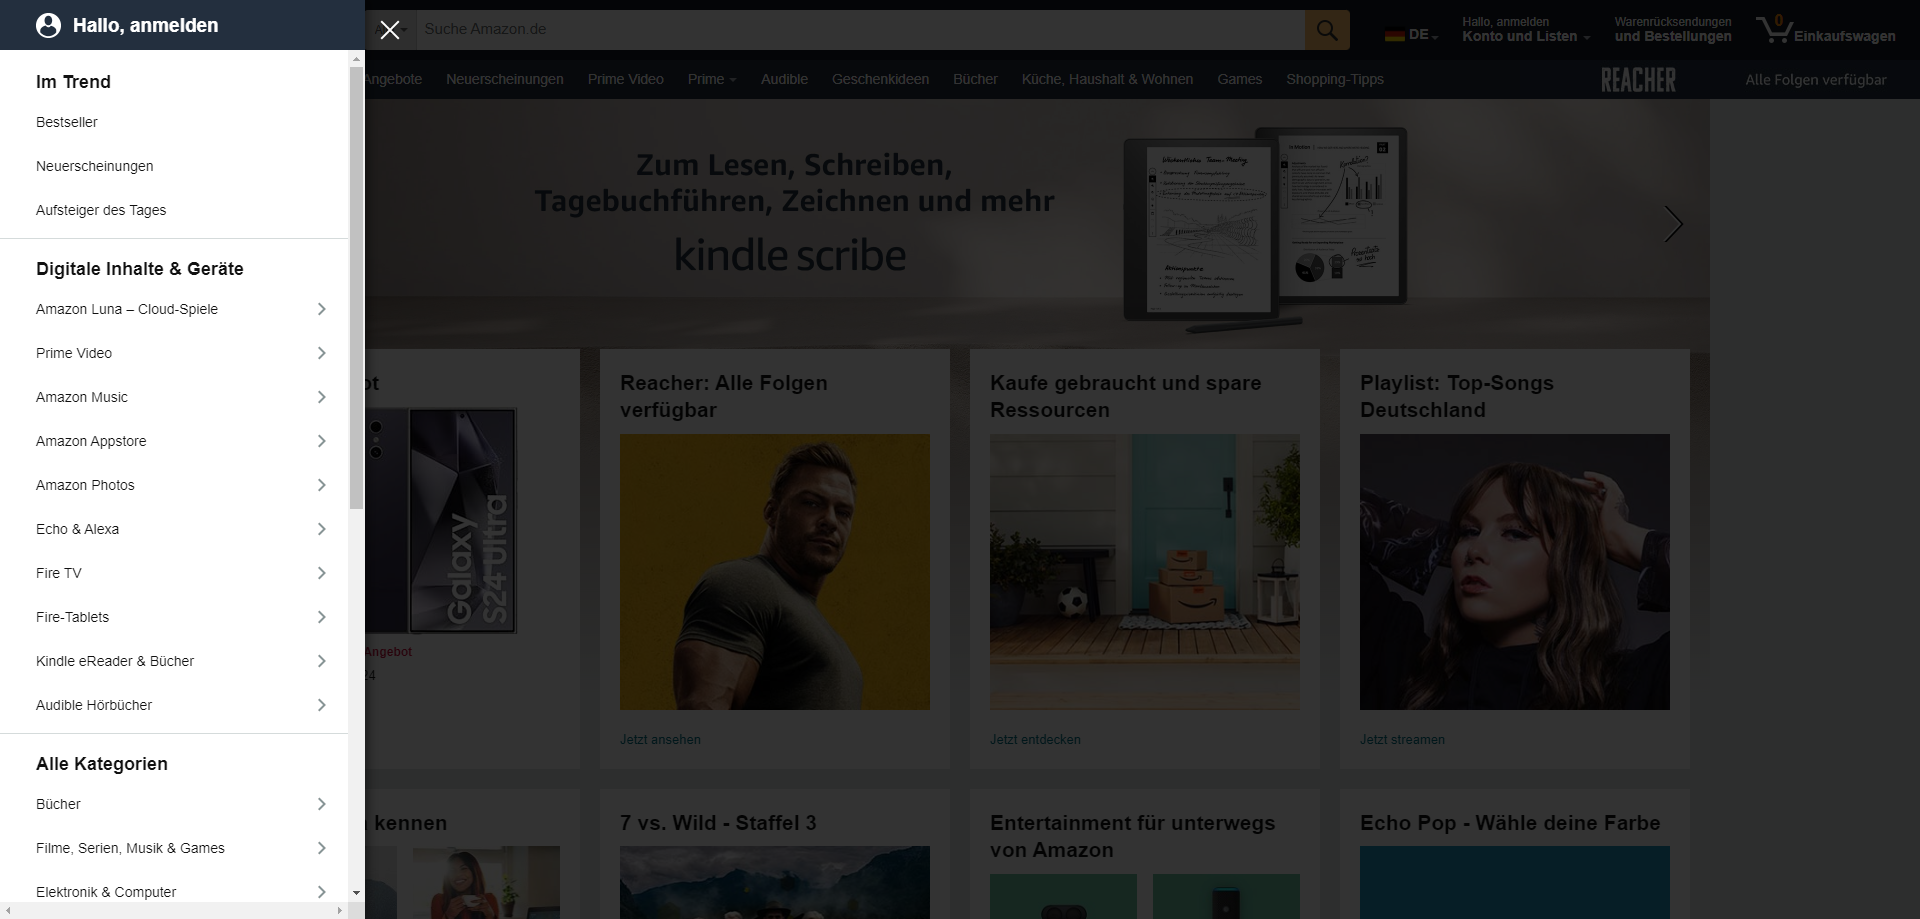 Hallo, anmelden
Suche Amazon.de
DE
Hallo, anmelden
Konto und Listen
Warenrücksendungen
und Bestellungen
0
Einkaufswagen
Angebote
Neuerscheinungen
Prime Video
Prime
Audible
Geschenkideen
Bücher
Küche, Haushalt & Wohnen
Games
Shopping-Tipps
REACHER
Alle Folgen verfügbar
Im Trend
Bestseller
Neuerscheinungen
Aufsteiger des Tages
Digitale Inhalte & Geräte
Amazon Luna – Cloud-Spiele
Prime Video
Amazon Music
Amazon Appstore
Amazon Photos
Echo & Alexa
Fire TV
Fire-Tablets
Kindle eReader & Bücher
Audible Hörbücher
Alle Kategorien
Bücher
Filme, Serien, Musik & Games
Elektronik & Computer
Zum Lesen, Schreiben,
Tagebuchführen, Zeichnen und mehr
kindle scribe
ot
Galaxy
S24 Ultra
Angebot
24
Reacher: Alle Folgen
verfügbar
Jetzt ansehen
Kaufe gebraucht und spare
Ressourcen
Jetzt entdecken
Playlist: Top-Songs
Deutschland
Jetzt streamen
kennen
7 vs. Wild - Staffel 3
Entertainment für unterwegs
von Amazon
Echo Pop - Wähle deine Farbe